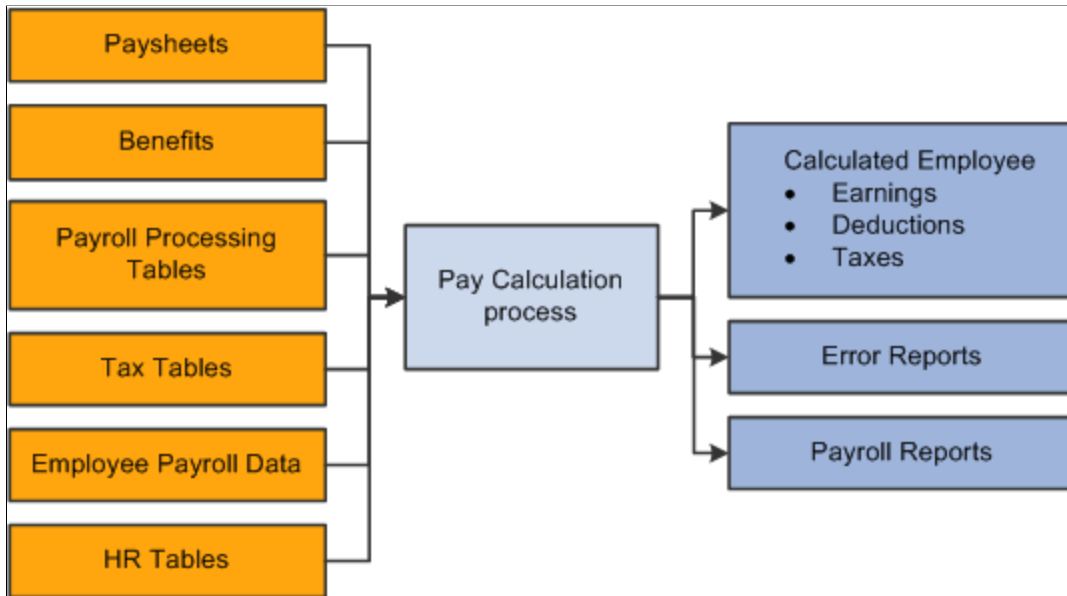 Paysheets
Benefits
Payroll Processing
Tables
Tax Tables
Employee Payroll Data
HR Tables
Pay Calculation
process
Calculated Employee
• Earnings
• Deductions
• Taxes
Error Reports
Payroll Reports